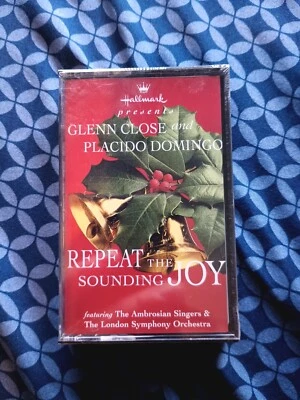 Hallmark
presents
GLENN CLOSE and
PLACIDO DOMINGO
REPEAT THE
SOUNDING JOY
featuring The Ambrosian Singers &
The London Symphony Orchestra